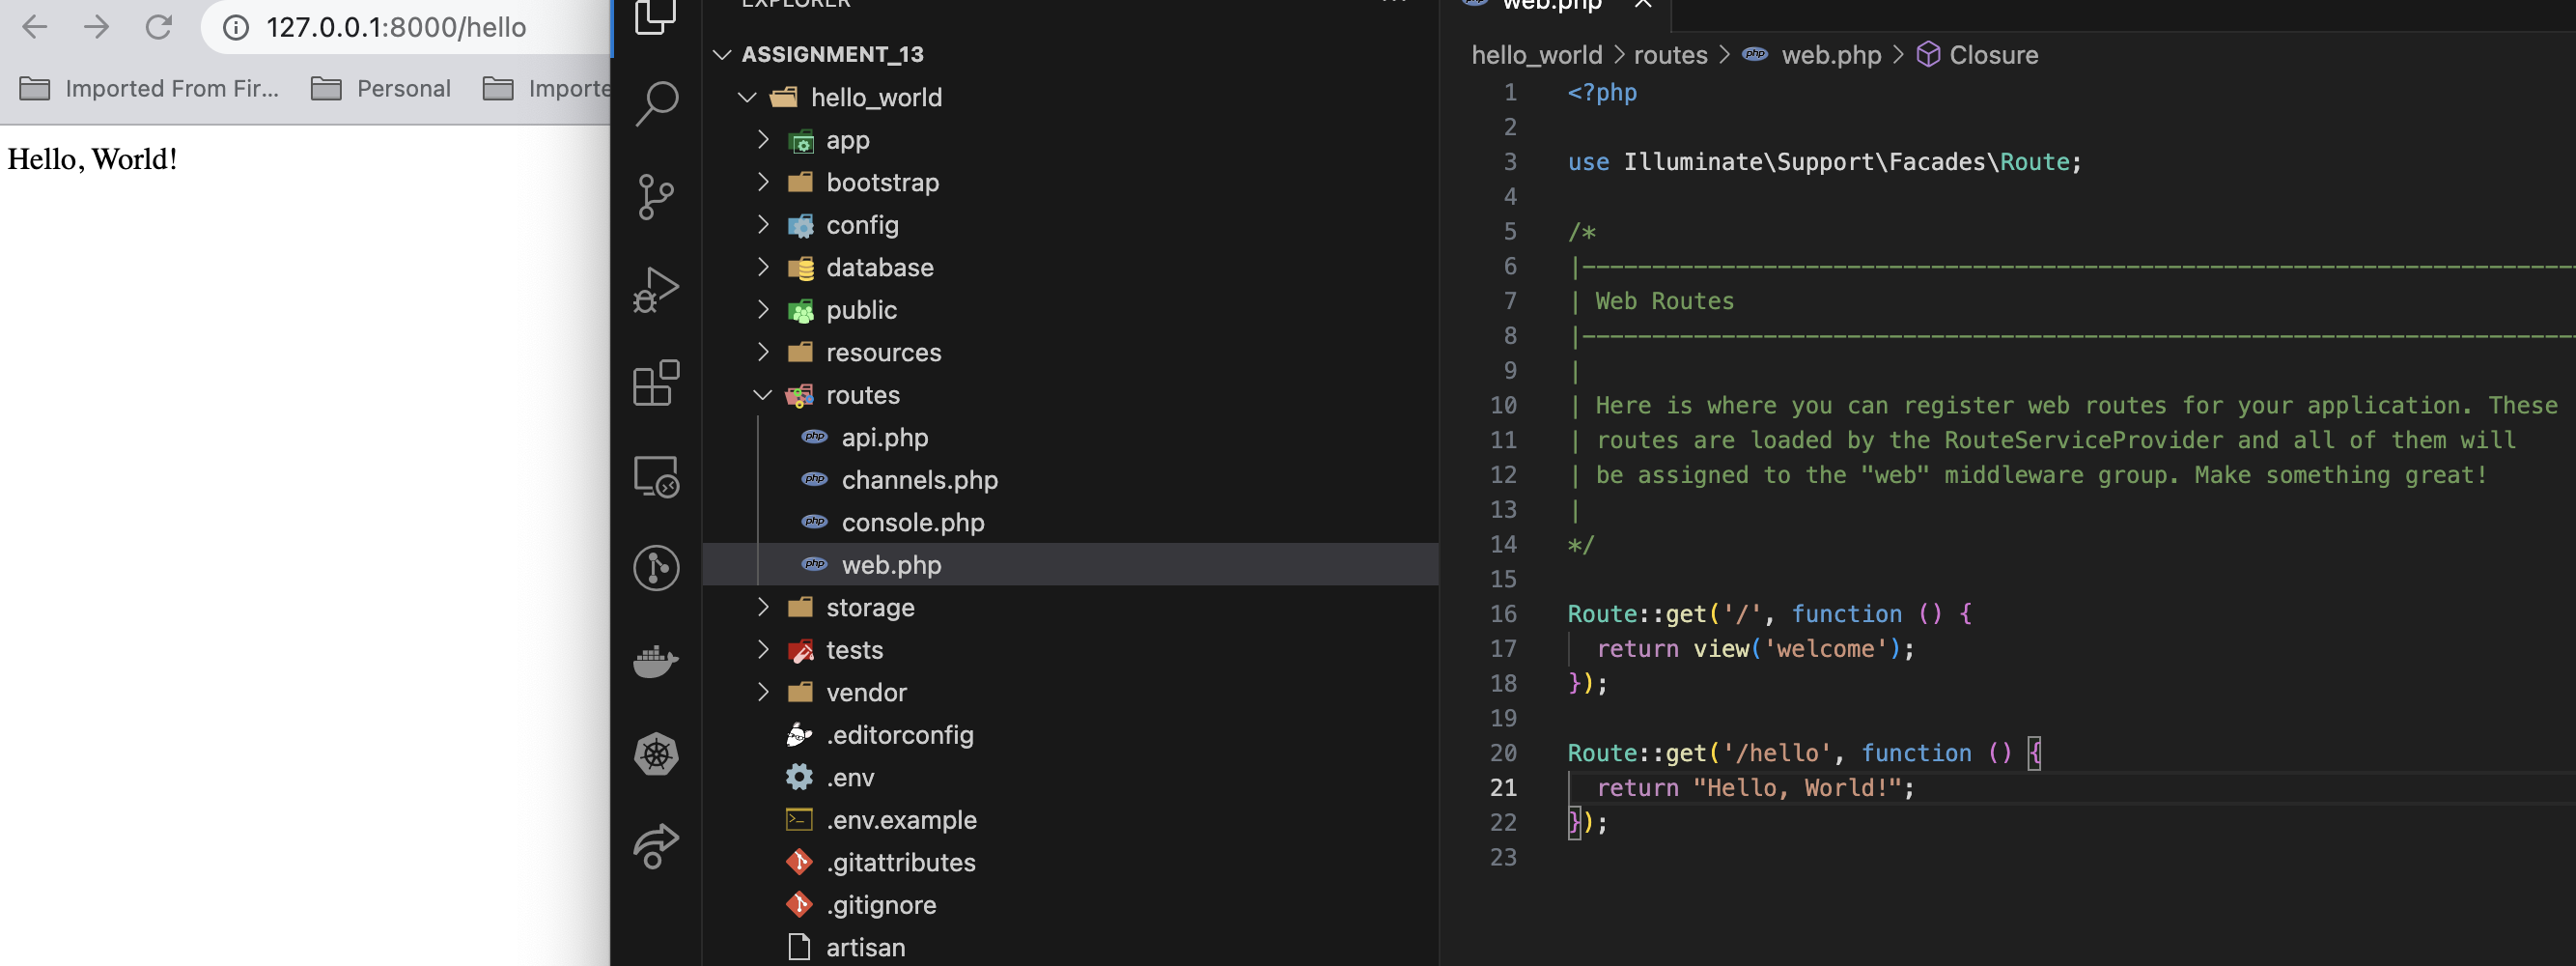 127.0.0.1:8000/hello
Imported From Fir...
Personal
Importe
Hello, World!
EXPLORER
ASSIGNMENT_13
hello_world
app
bootstrap
config
database
public
resources
routes
php api.php
php channels.php
php console.php
php web.php
storage
tests
vendor
.editorconfig
.env
.env.example
.gitattributes
.gitignore
artisan
web.php
hello_world > routes > php web.php > Closure
1 <?php
2
3 use Illuminate\Support\Facades\Route;
4
5 /*
6 |--------------------------------------------------------------------------
7 | Web Routes
8 |--------------------------------------------------------------------------
9 |
10 | Here is where you can register web routes for your application. These
11 | routes are loaded by the RouteServiceProvider and all of them will
12 | be assigned to the "web" middleware group. Make something great!
13 |
14 */
15
16 Route::get('/', function () {
17 return view('welcome');
18 });
19
20 Route::get('/hello', function () {
21 return "Hello, World!";
22 });
23